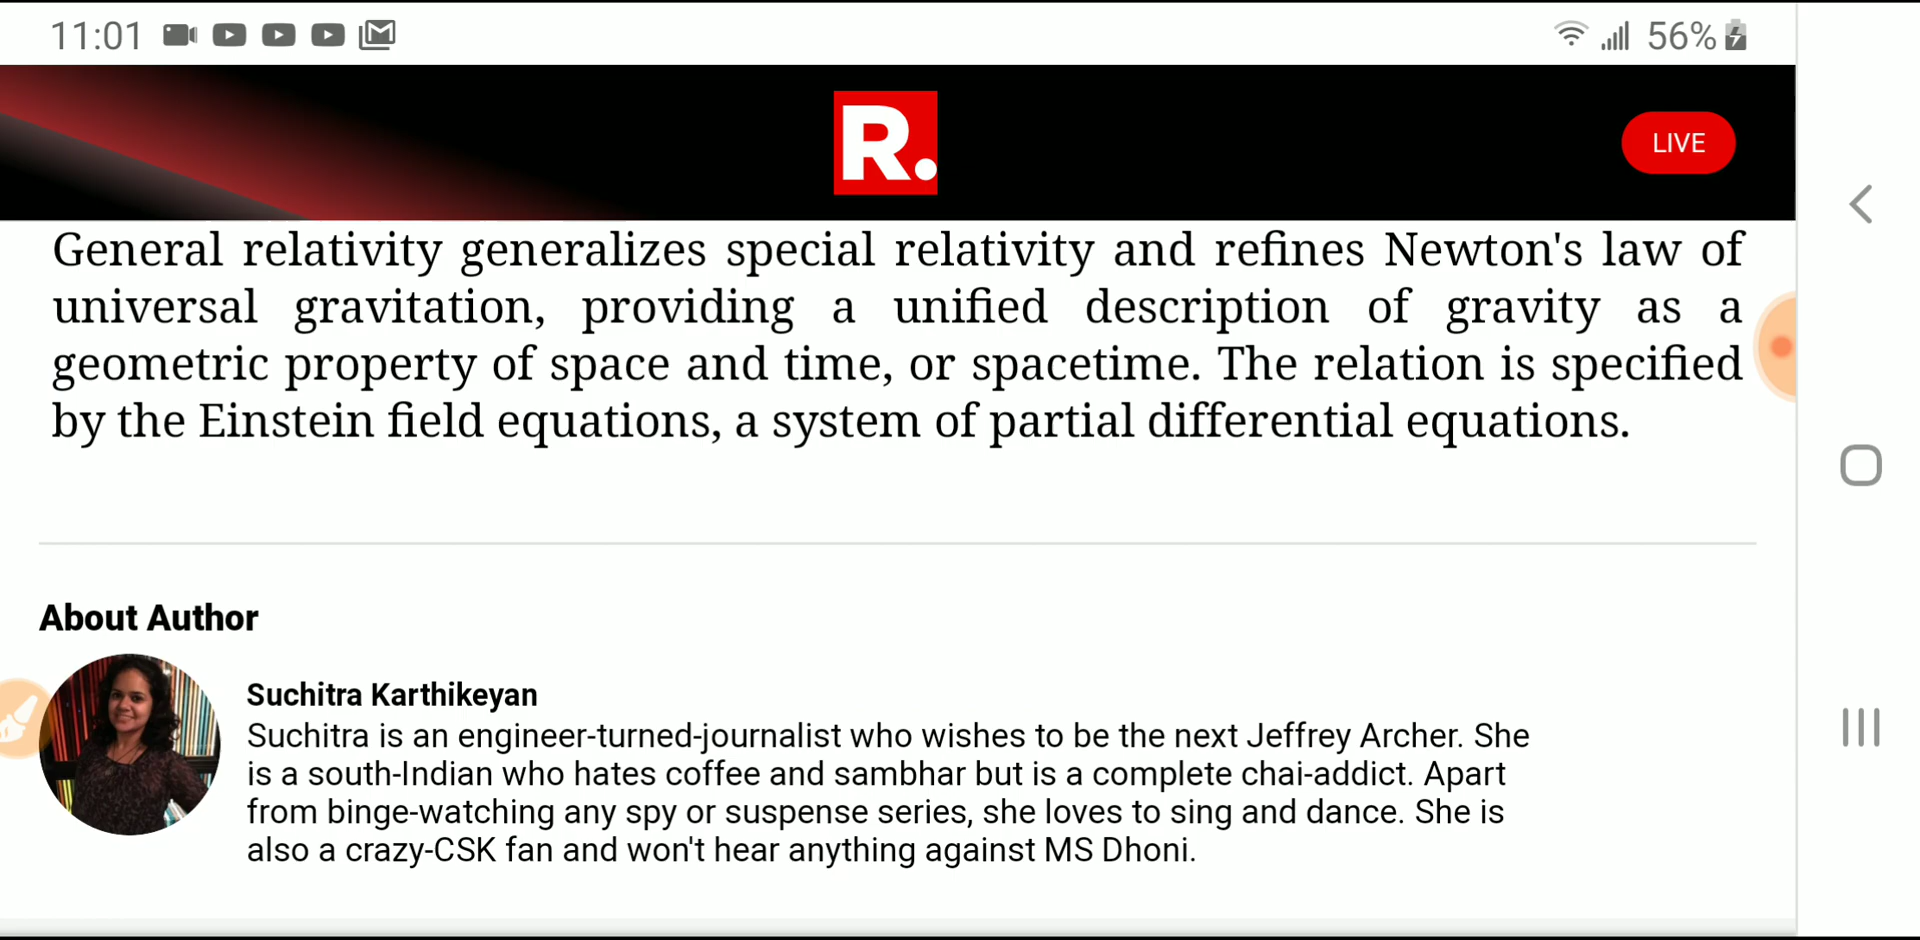 11:01 56%
R.
LIVE
General relativity generalizes special relativity and refines Newton's law of
universal gravitation, providing a unified description of gravity as a
geometric property of space and time, or spacetime. The relation is specified
by the Einstein field equations, a system of partial differential equations.
About Author
Suchitra Karthikeyan
Suchitra is an engineer-turned-journalist who wishes to be the next Jeffrey Archer. She
is a south-Indian who hates coffee and sambhar but is a complete chai-addict. Apart
from binge-watching any spy or suspense series, she loves to sing and dance. She is
also a crazy-CSK fan and won't hear anything against MS Dhoni.